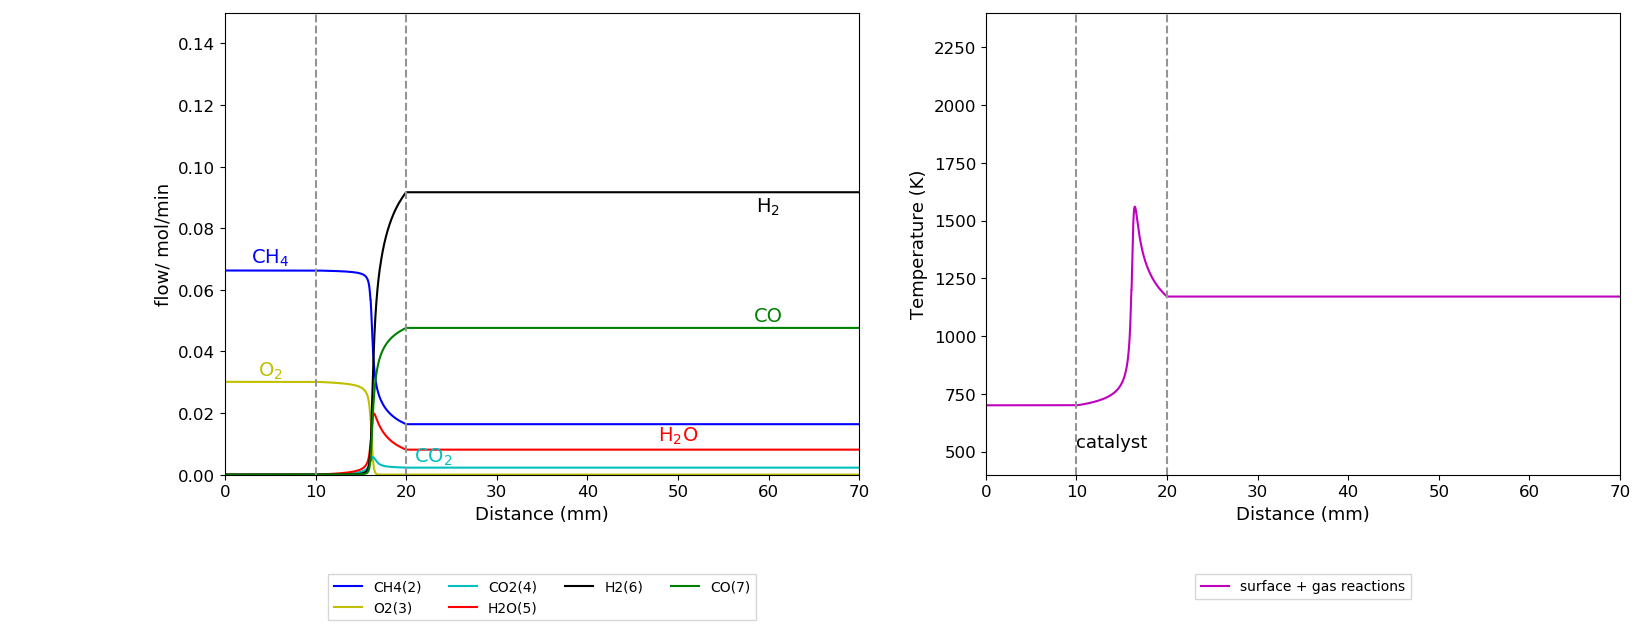 0.14
0.12
0.10
0.08
0.06
0.04
0.02
0.00
flow/ mol/min
CH4
O2
H2
CO
H2O
CO2
0 10 20 30 40 50 60 70
Distance (mm)
CH4(2) CO2(4) H2(6) CO(7)
O2(3) H2O(5)
2250
2000
1750
1500
1250
1000
750
500
Temperature (K)
catalyst
0 10 20 30 40 50 60 70
Distance (mm)
surface + gas reactions